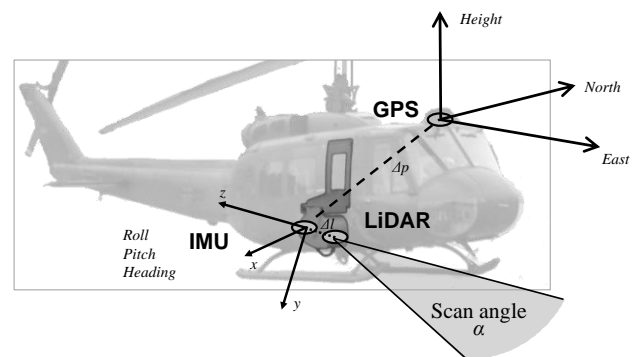 Height
GPS
North
East
Δp
z
LiDAR
Δl
IMU
Roll
Pitch
Heading
x
y
Scan angle
α